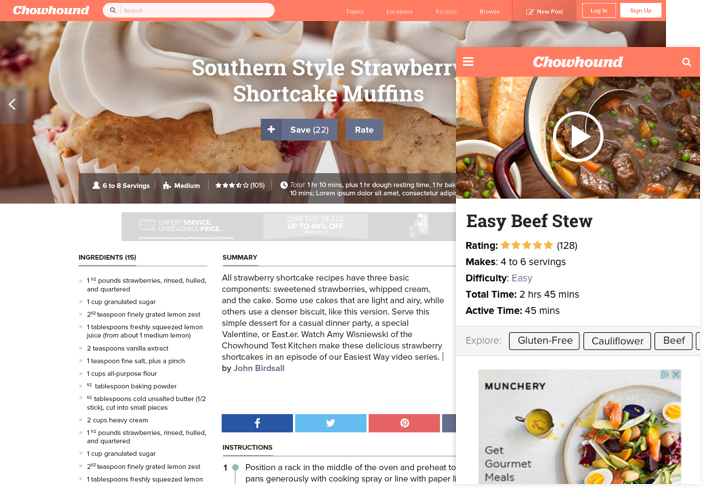 Chowhound
Search
Topics
Locations
Recipes
Browse
New Post
Log In
Sign Up
Southern Style Strawberry
Shortcake Muffins
+ Save (22)
Rate
6 to 8 Servings
Medium
(105)
Total: 1 hr 10 mins, plus 1 hr dough resting time, 1 hr bak
10 mins; Lorem ipsum dolor sit amet, consectetur adipis
EXPERT SERVICE.
UNBEATABLE PRICE.
OUR TOP DEALS
UP TO 40% OFF
INGREDIENTS (15)
1 1/2 pounds strawberries, rinsed, hulled,
and quartered
1 cup granulated sugar
2 1/2 teaspoon finely grated lemon zest
1 tablespoons freshly squeezed lemon
juice (from about 1 medium lemon)
2 teaspoons vanilla extract
1 teaspoon fine salt, plus a pinch
1 cups all-purpose flour
1/2 tablespoon baking powder
1/2 tablespoons cold unsalted butter (1/2
stick), cut into small pieces
2 cups heavy cream
1 1/2 pounds strawberries, rinsed, hulled,
and quartered
1 cup granulated sugar
2 1/2 teaspoon finely grated lemon zest
1 tablespoons freshly squeezed lemon
SUMMARY
All strawberry shortcake recipes have three basic
components: sweetened strawberries, whipped cream,
and the cake. Some use cakes that are light and airy, while
others use a denser biscuit, like this version. Serve this
simple dessert for a casual dinner party, a special
Valentine, or East.er. Watch Amy Wisniewski of the
Chowhound Test Kitchen make these delicious strawberry
shortcakes in an episode of our Easiest Way video series. |
by John Birdsall
INSTRUCTIONS
1 Position a rack in the middle of the oven and preheat to
pans generously with cooking spray or line with paper li
Chowhound
Easy Beef Stew
Rating: (128)
Makes: 4 to 6 servings
Difficulty: Easy
Total Time: 2 hrs 45 mins
Active Time: 45 mins
Explore: Gluten-Free Cauliflower Beef
MUNCHERY
Get
Gourmet
Meals